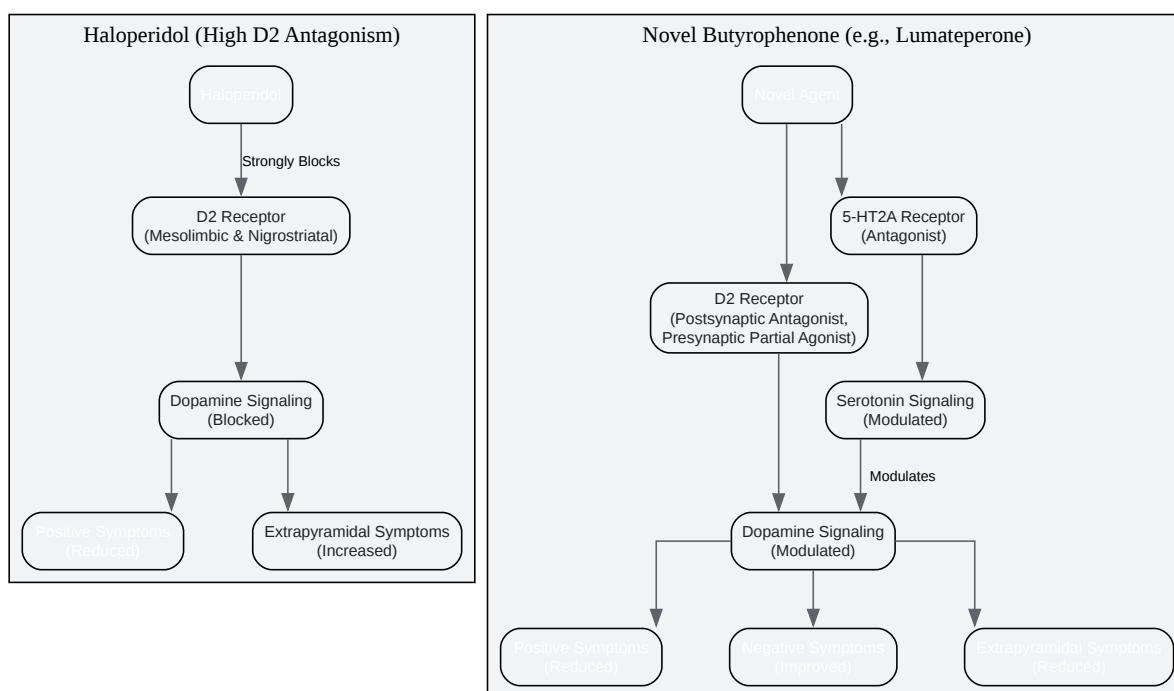 Haloperidol (High D2 Antagonism)
Haloperidol
Strongly Blocks
D2 Receptor
(Mesolimbic & Nigrostriatal)
Dopamine Signaling
(Blocked)
Positive Symptoms
(Reduced)
Extrapyramidal Symptoms
(Increased)
Novel Butyrophenone (e.g., Lumateperone)
Novel Agent
5-HT2A Receptor
(Antagonist)
D2 Receptor
(Postsynaptic Antagonist,
Presynaptic Partial Agonist)
Serotonin Signaling
(Modulated)
Modulates
Dopamine Signaling
(Modulated)
Positive Symptoms
(Reduced)
Negative Symptoms
(Improved)
Extrapyramidal Symptoms
(Reduced)